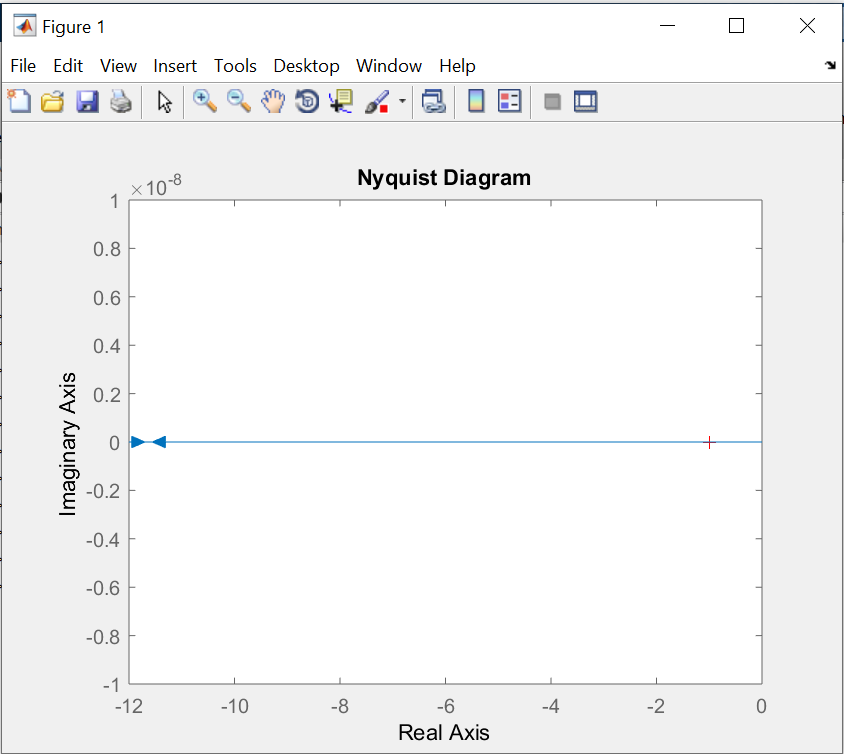 Figure 1
File Edit View Insert Tools Desktop Window Help
Nyquist Diagram
×10-8
1
0.8
0.6
0.4
0.2
0
-0.2
-0.4
-0.6
-0.8
-1
Imaginary Axis
-12 -10 -8 -6 -4 -2 0
Real Axis